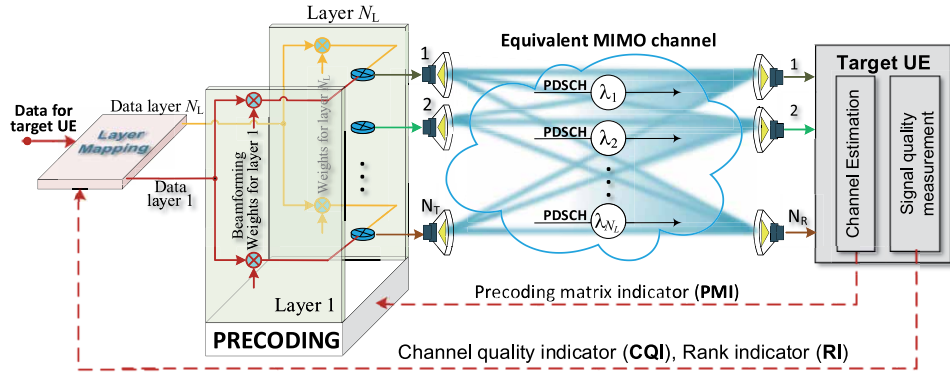 Layer N_L
Equivalent MIMO channel
Target UE
Data for
target UE
Layer
Mapping
Data layer N_L
Data
layer 1
Beamforming
Weights for layer 1
Weights for layer N_L
Layer 1
PRECODING
1
2
N_T
PDSCH
λ_1
PDSCH
λ_2
PDSCH
λ_{N_L}
1
2
N_R
Channel Estimation
Signal quality
measurement
Precoding matrix indicator (PMI)
Channel quality indicator (CQI), Rank indicator (RI)